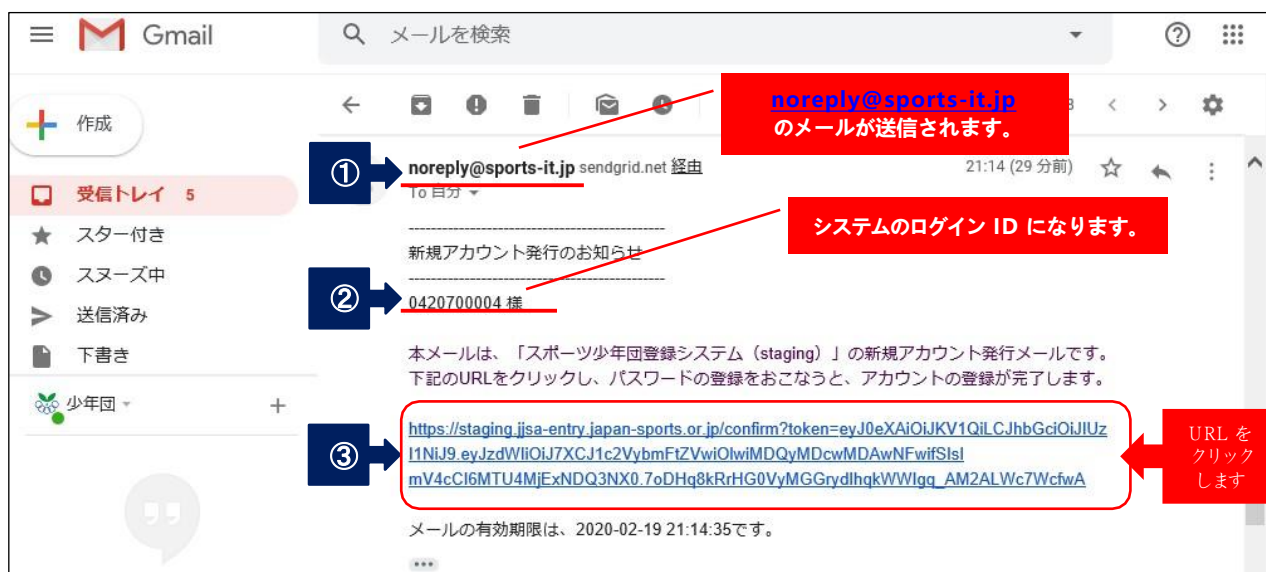 Gmail
メールを検索
作成
noreply@sports-it.jp
のメールが送信されます。
3
①
noreply@sports-it.jp sendgrid.net 経由
21:14 (29 分前)
受信トレイ 5
To 自分
スター付き
システムのログイン ID になります。
----------------------------------------------
新規アカウント発行のお知らせ
----------------------------------------------
スヌーズ中
②
0420700004 様
送信済み
下書き
本メールは、「スポーツ少年団登録システム（staging）」の新規アカウント発行メールです。
下記のURLをクリックし、パスワードの登録をおこなうと、アカウントの登録が完了します。
少年団
③
https://staging.jjsa-entry.japan-sports.or.jp/confirm?token=eyJ0eXAiOiJKV1QiLCJhbGciOiJIUz
I1NiJ9.eyJzdWIiOiJ7XCJ1c2VybmFtZVwiOlwiMDQyMDcwMDAwNFwifSIsI
mV4cCI6MTU4MjExNDQ3NX0.7oDHq8kRrHG0VyMGGrydIhqkWWIgq_AM2ALWc7WcfwA
URL を
クリック
します
メールの有効期限は、2020-02-19 21:14:35です。